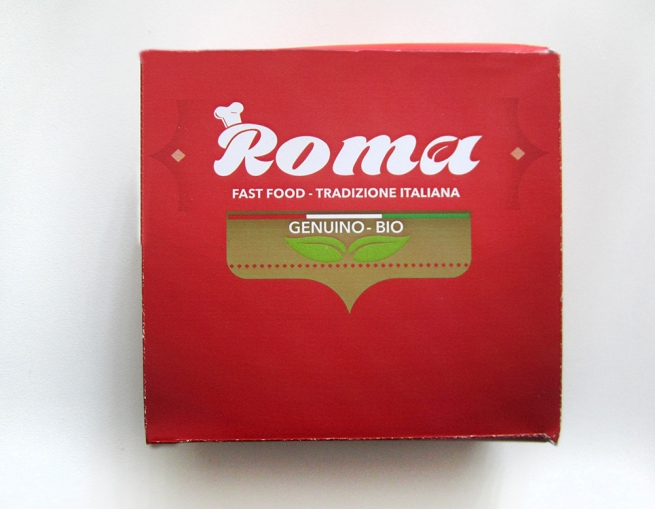 Roma
FAST FOOD - TRADIZIONE ITALIANA
GENUINO - BIO